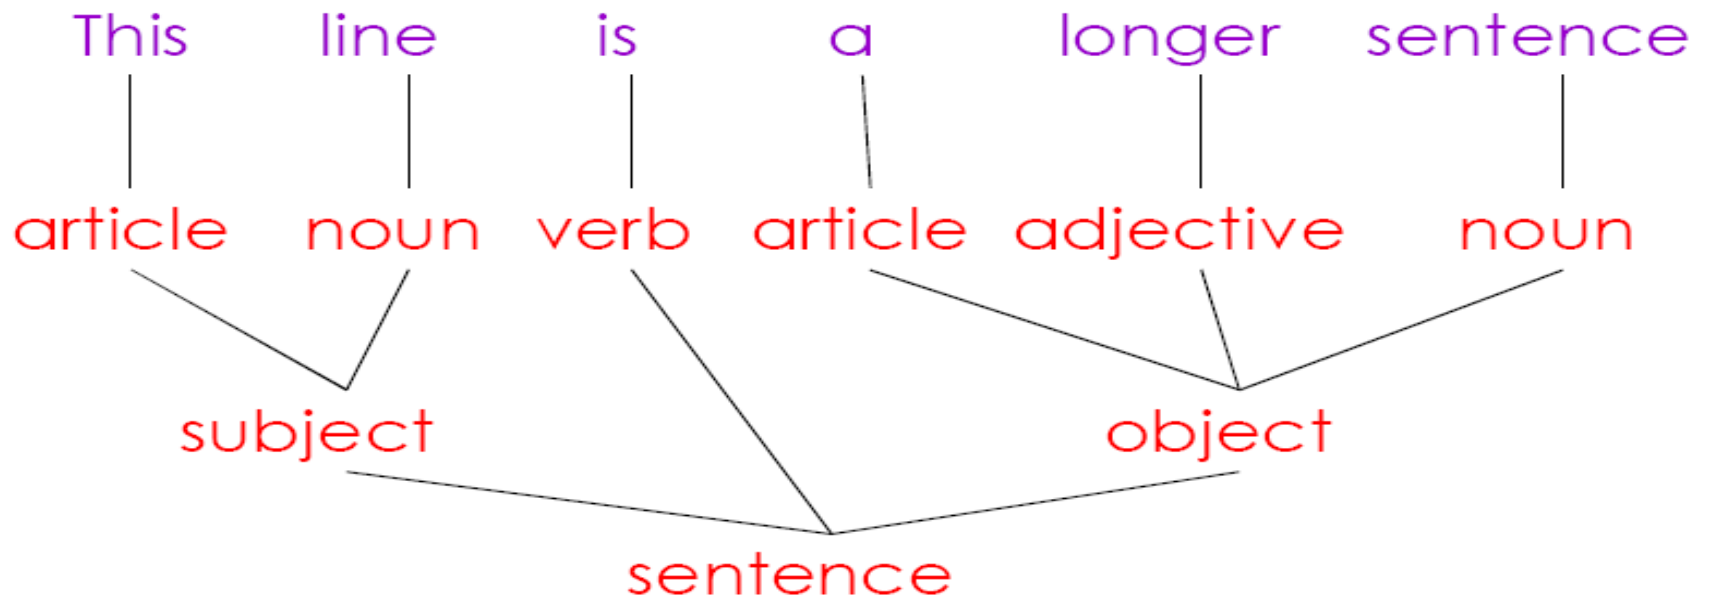 This line is a longer sentence
article noun verb article adjective noun
subject object
sentence